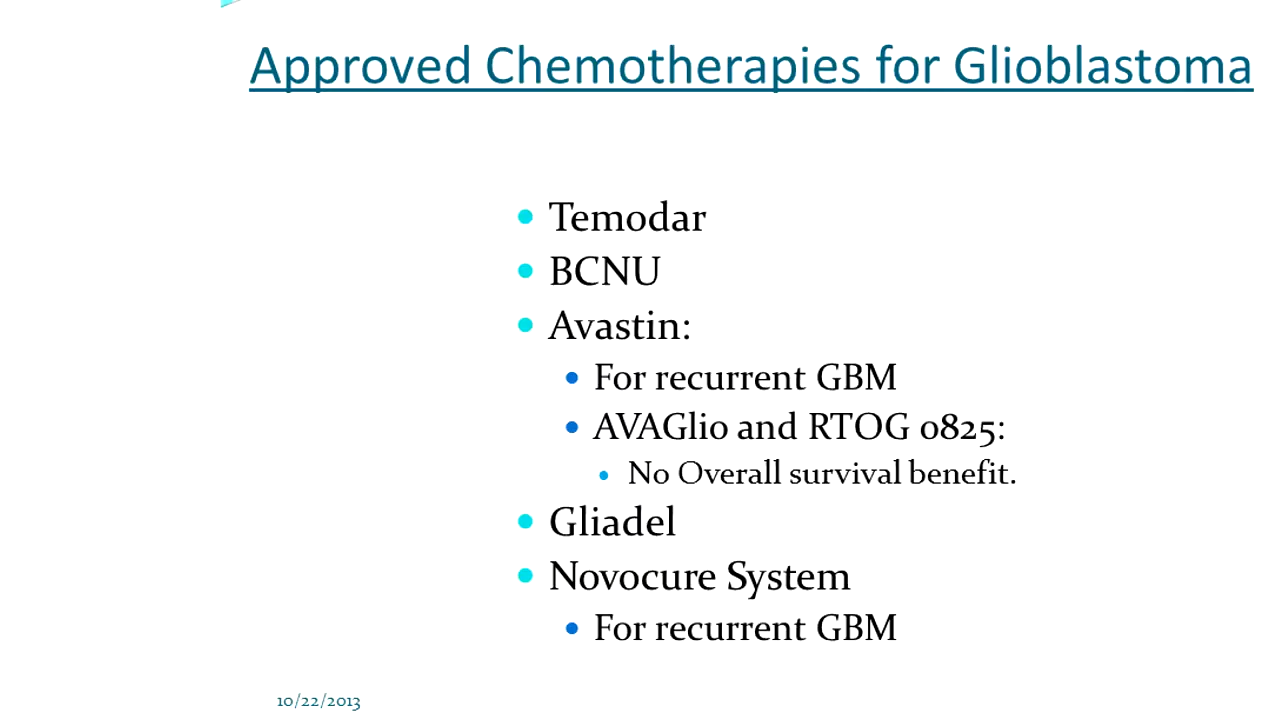 Approved Chemotherapies for Glioblastoma
• Temodar
• BCNU
• Avastin:
• For recurrent GBM
• AVAGlio and RTOG 0825:
• No Overall survival benefit.
• Gliadel
• Novocure System
• For recurrent GBM
10/22/2013